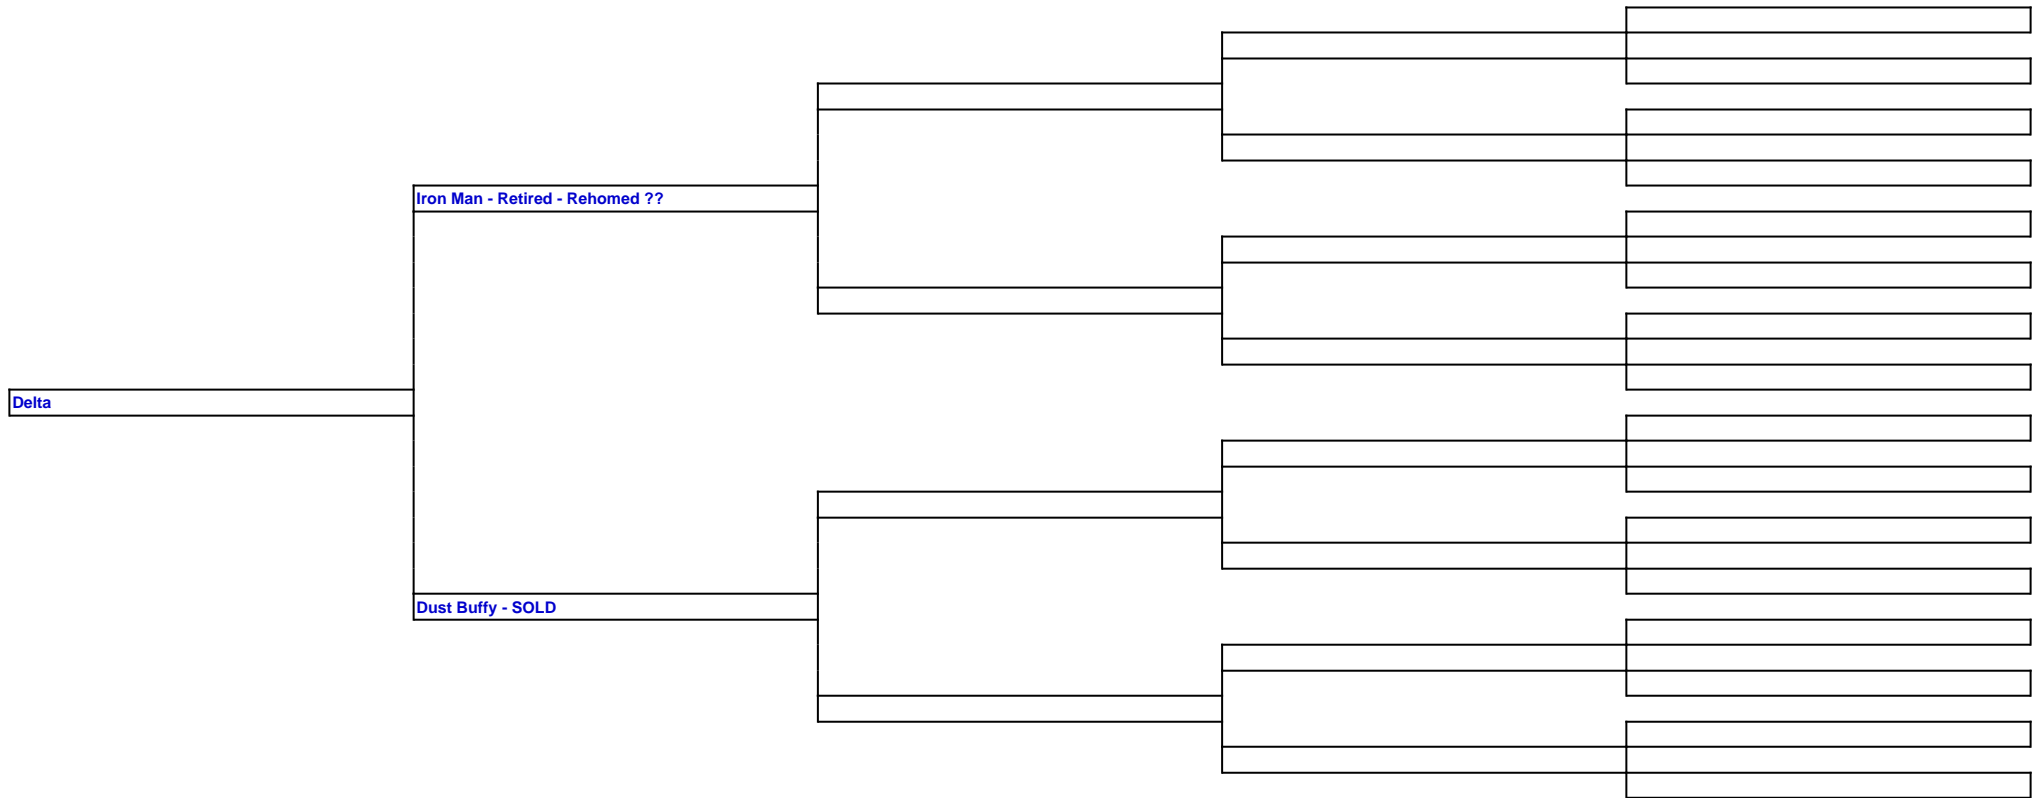 Iron Man - Retired - Rehomed ??
Delta
Dust Buffy - SOLD